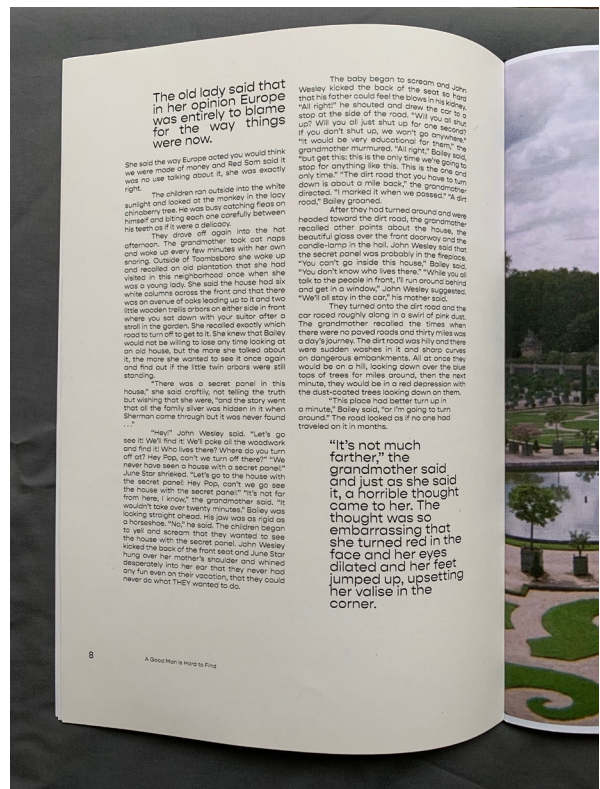 The old lady said that
in her opinion Europe
was entirely to blame
for the way things
were now.
She said the way Europe acted you would think
we were made of money and Red Sam said it
was no use talking about it, she was exactly
right.
The children ran outside into the white
sunlight and looked at the monkey in the lacy
chinaberry tree. He was busy catching fleas on
himself and biting each one carefully between
his teeth as if it were a delicacy.
They drove off again into the hot
afternoon. The grandmother took cat naps
and woke up every few minutes with her own
snoring. Outside of Toombsboro she woke up
and recalled an old plantation that she had
visited in this neighborhood once when she
was a young lady. She said the house had six
white columns across the front and that there
was an avenue of oaks leading up to it and two
little wooden trellis arbors on either side in front
where you sat down with your suitor after a
stroll in the garden. She recalled exactly which
road to turn off to get to it. She knew that Bailey
would not be willing to lose any time looking at
an old house, but the more she talked about
it, the more she wanted to see it once again
and find out if the little twin arbors were still
standing.
"There was a secret panel in this
house," she said craftily, not telling the truth
but wishing that she were, "and the story went
that all the family silver was hidden in it when
Sherman came through but it was never found
. . ."
"Hey!" John Wesley said. "Let's go
see it! We'll find it! We'll poke all the woodwork
and find it! Who lives there? Where do you turn
off at? Hey Pop, can't we turn off there?" "We
never have seen a house with a secret panel!"
June Star shrieked. "Let's go to the house with
the secret panel! Hey Pop, can't we go see
the house with the secret panel!" "It's not far
from here, I know," the grandmother said. "It
wouldn't take over twenty minutes." Bailey was
looking straight ahead. His jaw was as rigid as
a horseshoe. "No," he said. The children began
to yell and scream that they wanted to see
the house with the secret panel. John Wesley
kicked the back of the front seat and June Star
hung over her mother's shoulder and whined
desperately into her ear that they never had
any fun even on their vacation, that they could
never do what THEY wanted to do.
The baby began to scream and John
Wesley kicked the back of the seat so hard
that his father could feel the blows in his kidney.
"All right!" he shouted and drew the car to a
stop at the side of the road. "Will you all shut
up? Will you all just shut up for one second?
If you don't shut up, we won't go anywhere."
"It would be very educational for them," the
grandmother murmured. "All right," Bailey said,
"but get this: this is the only time we're going to
stop for anything like this. This is the one and
only time." "The dirt road that you have to turn
down is about a mile back," the grandmother
directed. "I marked it when we passed." "A dirt
road," Bailey groaned.
After they had turned around and were
headed toward the dirt road, the grandmother
recalled other points about the house, the
beautiful glass over the front doorway and the
candle-lamp in the hall. John Wesley said that
the secret panel was probably in the fireplace.
"You can't go inside this house," Bailey said.
"You don't know who lives there." "While you all
talk to the people in front, I'll run around behind
and get in a window," John Wesley suggested.
"We'll all stay in the car," his mother said.
They turned onto the dirt road and the
car raced roughly along in a swirl of pink dust.
The grandmother recalled the times when
there were no paved roads and thirty miles was
a day's journey. The dirt road was hilly and there
were sudden washes in it and sharp curves
on dangerous embankments. All at once they
would be on a hill, looking down over the blue
tops of trees for miles around, then the next
minute, they would be in a red depression with
the dust-coated trees looking down on them.
"This place had better turn up in
a minute," Bailey said, "or I'm going to turn
around." The road looked as if no one had
traveled on it in months.
"It's not much
farther," the
grandmother said
and just as she said
it, a horrible thought
came to her. The
thought was so
embarrassing that
she turned red in the
face and her eyes
dilated and her feet
jumped up, upsetting
her valise in the
corner.
8
A Good Man is Hard to Find